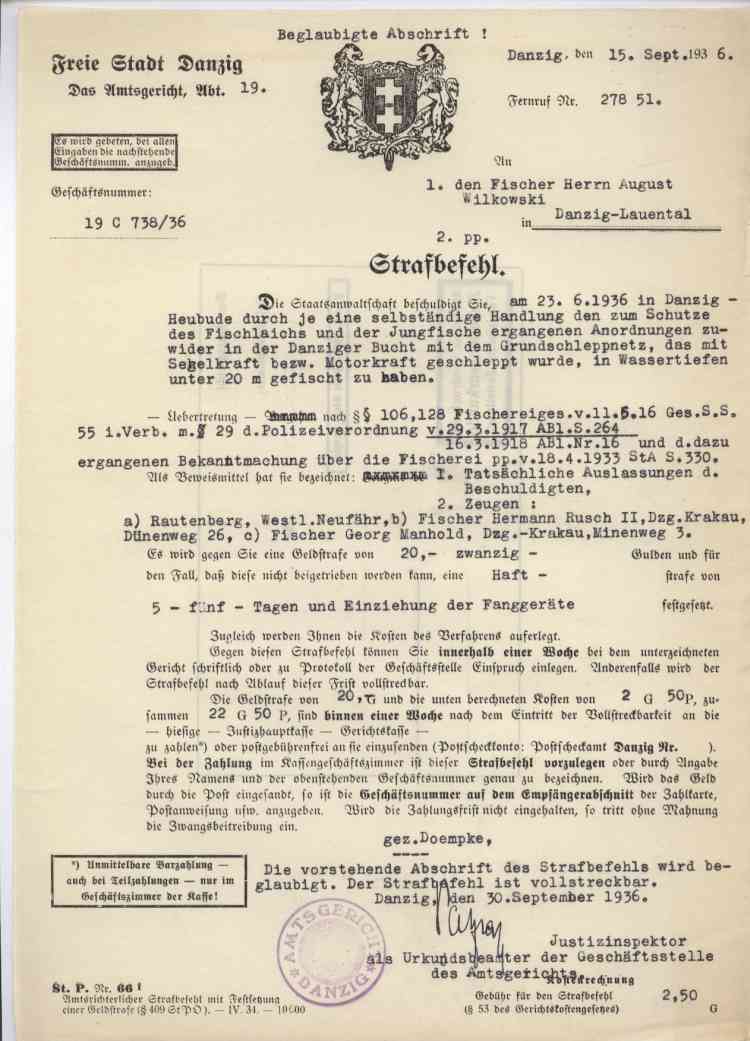 Beglaubigte Abschrift !
Freie Stadt Danzig
Das Amtsgericht, Abt. 19.
Danzig, den 15. Sept. 1936.
Fernruf Nr. 278 51.
Es wird gebeten, bei allen
Eingaben die nachstehende
Geschäftsnumm. anzugeb.
Geschäftsnummer:
19 C 738/36
An
1. den Fischer Herrn August
Wilkowski
in Danzig-Lauental
2. pp.
Strafbefehl.
Die Staatsanwaltschaft beschuldigt Sie, am 23. 6.1936 in Danzig -
Heubude durch je eine selbständige Handlung den zum Schutze
des Fischlaichs und der Jungfische ergangenen Anordnungen zu-
wider in der Danziger Bucht mit dem Grundschleppnetz, das mit
Segelkraft bezw. Motorkraft geschleppt wurde, in Wassertiefen
unter 20 m gefischt zu haben.
— Uebertretung — nach §§ 106,128 Fischereiges.v.11.5.16 Ges.S.S.
55 i.Verb. m.§ 29 d.Polizeiverordnung v.29.3.1917 ABl.S.264
16.3.1918 ABl.Nr.16 und d.dazu
ergangenen Bekanntmachung über die Fischerei pp.v.18.4.1933 StA S.330.
Als Beweismittel hat sie bezeichnet: 1. Tatsächliche Auslassungen d.
Beschuldigten,
2. Zeugen :
a) Rautenberg, Westl.Neufähr,b) Fischer Hermann Rusch II,Dzg.Krakau,
Dünenweg 26, c) Fischer Georg Manhold, Dzg.-Krakau,Minenweg 3.
Es wird gegen Sie eine Geldstrafe von 20,- zwanzig - Gulden und für
den Fall, daß diese nicht beigetrieben werden kann, eine Haft - strafe von
5 - fünf - Tagen und Einziehung der Fanggeräte festgesetzt.
Zugleich werden Ihnen die Kosten des Verfahrens auferlegt.
Gegen diesen Strafbefehl können Sie innerhalb einer Woche bei dem unterzeichneten
Gericht schriftlich oder zu Protokoll der Geschäftsstelle Einspruch einlegen. Anderenfalls wird der
Strafbefehl nach Ablauf dieser Frist vollstreckbar.
Die Geldstrafe von 20,- G und die unten berechneten Kosten von 2 G 50P, zu-
sammen 22 G 50 P, sind binnen einer Woche nach dem Eintritt der Vollstreckbarkeit an die
— hiesige — Justizhauptkasse — Gerichtskasse —
zu zahlen*) oder postgebührenfrei an sie einzusenden (Postscheckkonto: Postscheckamt Danzig Nr. ).
Bei der Zahlung im Kassengeschäftszimmer ist dieser Strafbefehl vorzulegen oder durch Angabe
Ihres Namens und der obenstehenden Geschäftsnummer genau zu bezeichnen. Wird das Geld
durch die Post eingesandt, so ist die Geschäftsnummer auf dem Empfängerabschnitt der Zahlkarte,
Postanweisung usw. anzugeben. Wird die Zahlungsfrist nicht eingehalten, so tritt ohne Mahnung
die Zwangsbeitreibung ein.
gez.Doempke,
*) Unmittelbare Barzahlung —
auch bei Teilzahlungen — nur im
Geschäftszimmer der Kasse!
Die vorstehende Abschrift des Strafbefehls wird be-
glaubigt. Der Strafbefehl ist vollstreckbar.
Danzig, den 30.September 1936.
Justizinspektor
als Urkundsbeamter der Geschäftsstelle
des Amtsgerichts.
AMTSGERICHT
DANZIG
Kostenrechnung
St. P. Nr. 66
Amtsrichterlicher Strafbefehl mit Festsetzung
einer Geldstrafe (§ 409 StPO). — IV. 34. — 10000
Gebühr für den Strafbefehl 2,50
(§ 53 des Gerichtskostengesetzes) G